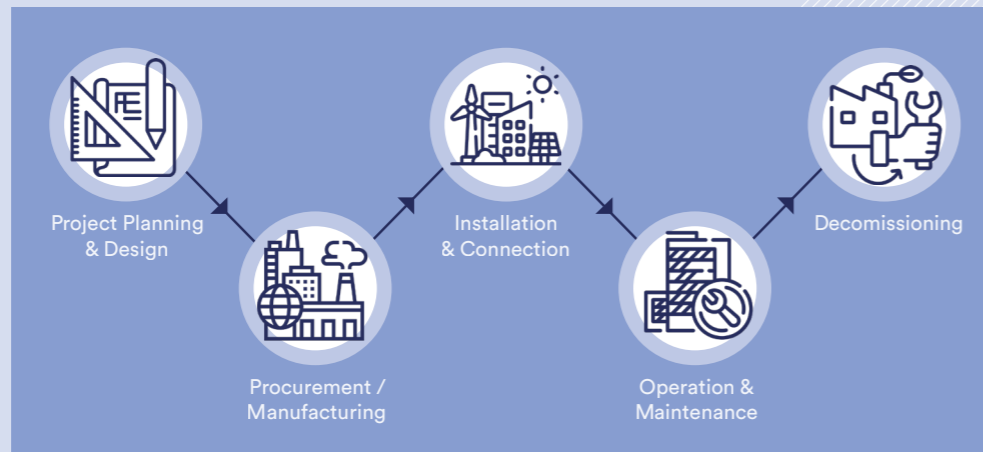 Project Planning
& Design
Procurement /
Manufacturing
Installation
& Connection
Operation &
Maintenance
Decomissioning